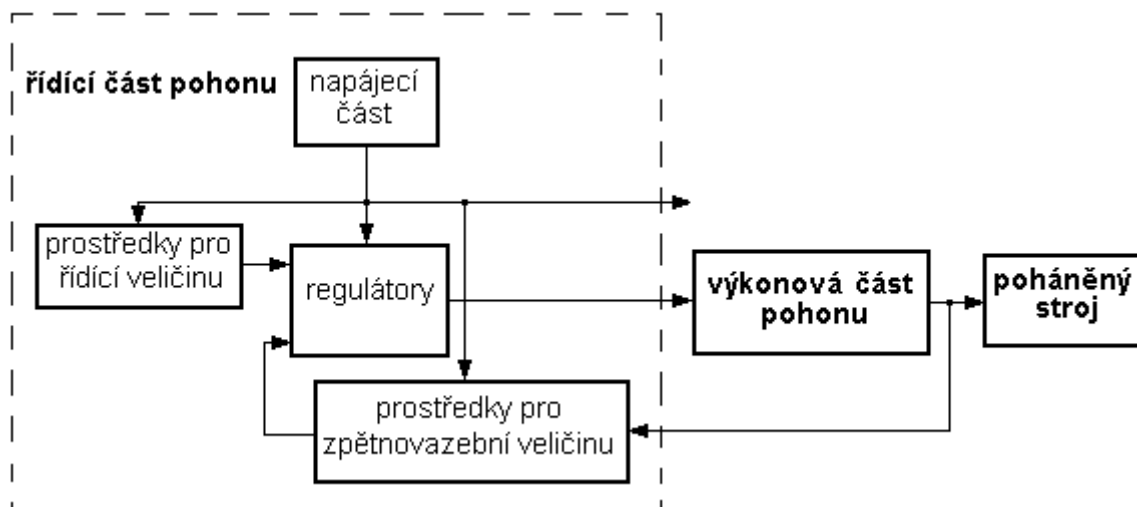 řídící část pohonu
napájecí
část
prostředky pro
řídící veličinu
regulátory
výkonová část
pohonu
poháněný
stroj
prostředky pro
zpětnovazební veličinu